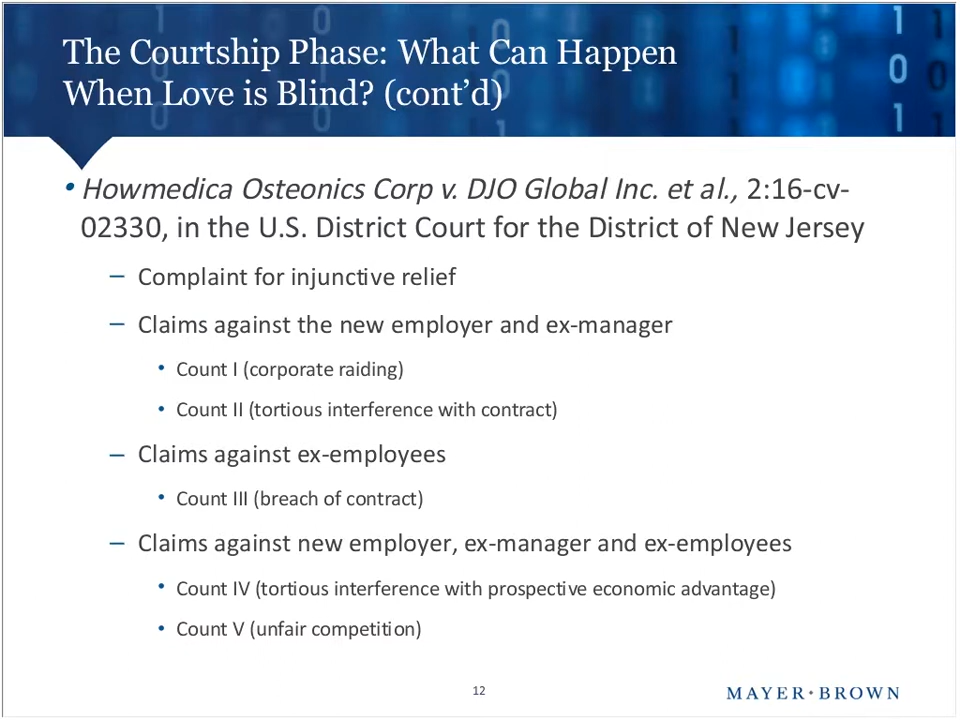 The Courtship Phase: What Can Happen
When Love is Blind? (cont’d)
• Howmedica Osteonics Corp v. DJO Global Inc. et al., 2:16-cv-
02330, in the U.S. District Court for the District of New Jersey
– Complaint for injunctive relief
– Claims against the new employer and ex-manager
• Count I (corporate raiding)
• Count II (tortious interference with contract)
– Claims against ex-employees
• Count III (breach of contract)
– Claims against new employer, ex-manager and ex-employees
• Count IV (tortious interference with prospective economic advantage)
• Count V (unfair competition)
12
MAYER • BROWN